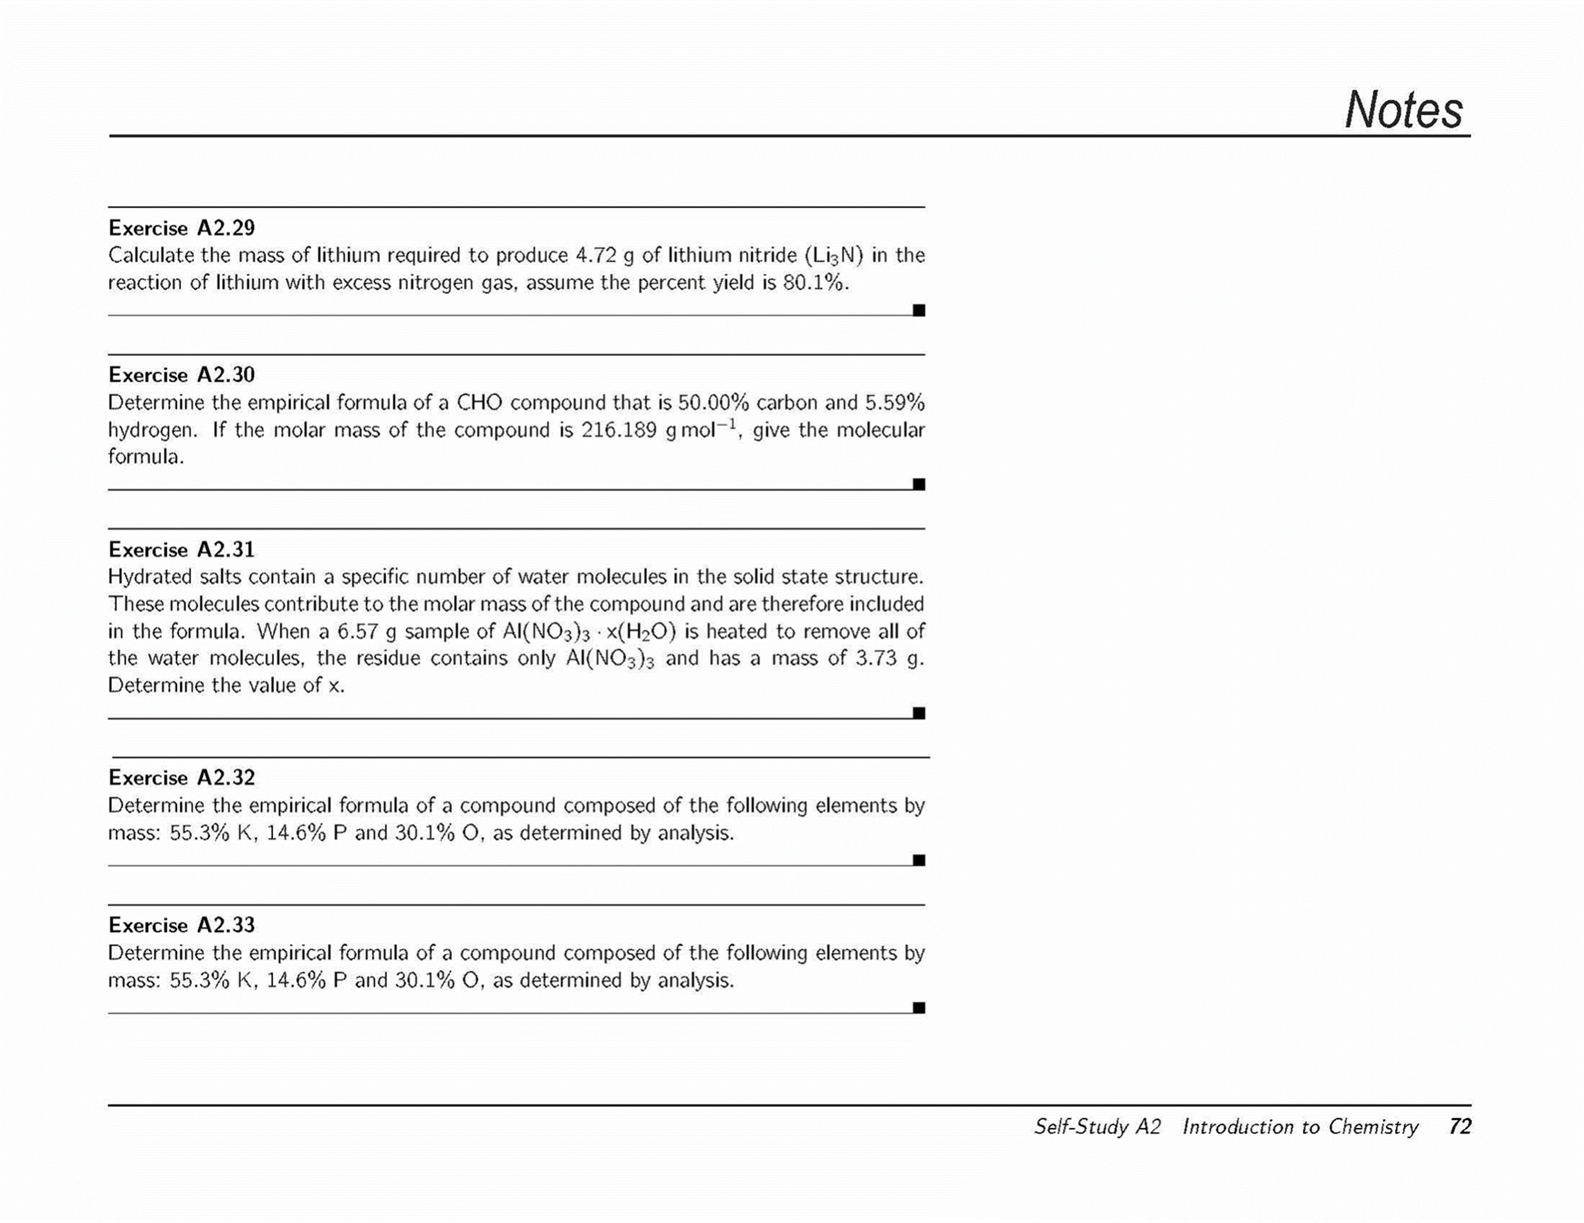 Notes
Exercise A2.29
Calculate the mass of lithium required to produce 4.72 g of lithium nitride (Li₃N) in the
reaction of lithium with excess nitrogen gas, assume the percent yield is 80.1%.
Exercise A2.30
Determine the empirical formula of a CHO compound that is 50.00% carbon and 5.59%
hydrogen. If the molar mass of the compound is 216.189 g mol⁻¹, give the molecular
formula.
Exercise A2.31
Hydrated salts contain a specific number of water molecules in the solid state structure.
These molecules contribute to the molar mass of the compound and are therefore included
in the formula. When a 6.57 g sample of Al(NO₃)₃ · x(H₂O) is heated to remove all of
the water molecules, the residue contains only Al(NO₃)₃ and has a mass of 3.73 g.
Determine the value of x.
Exercise A2.32
Determine the empirical formula of a compound composed of the following elements by
mass: 55.3% K, 14.6% P and 30.1% O, as determined by analysis.
Exercise A2.33
Determine the empirical formula of a compound composed of the following elements by
mass: 55.3% K, 14.6% P and 30.1% O, as determined by analysis.
Self-Study A2 Introduction to Chemistry 72